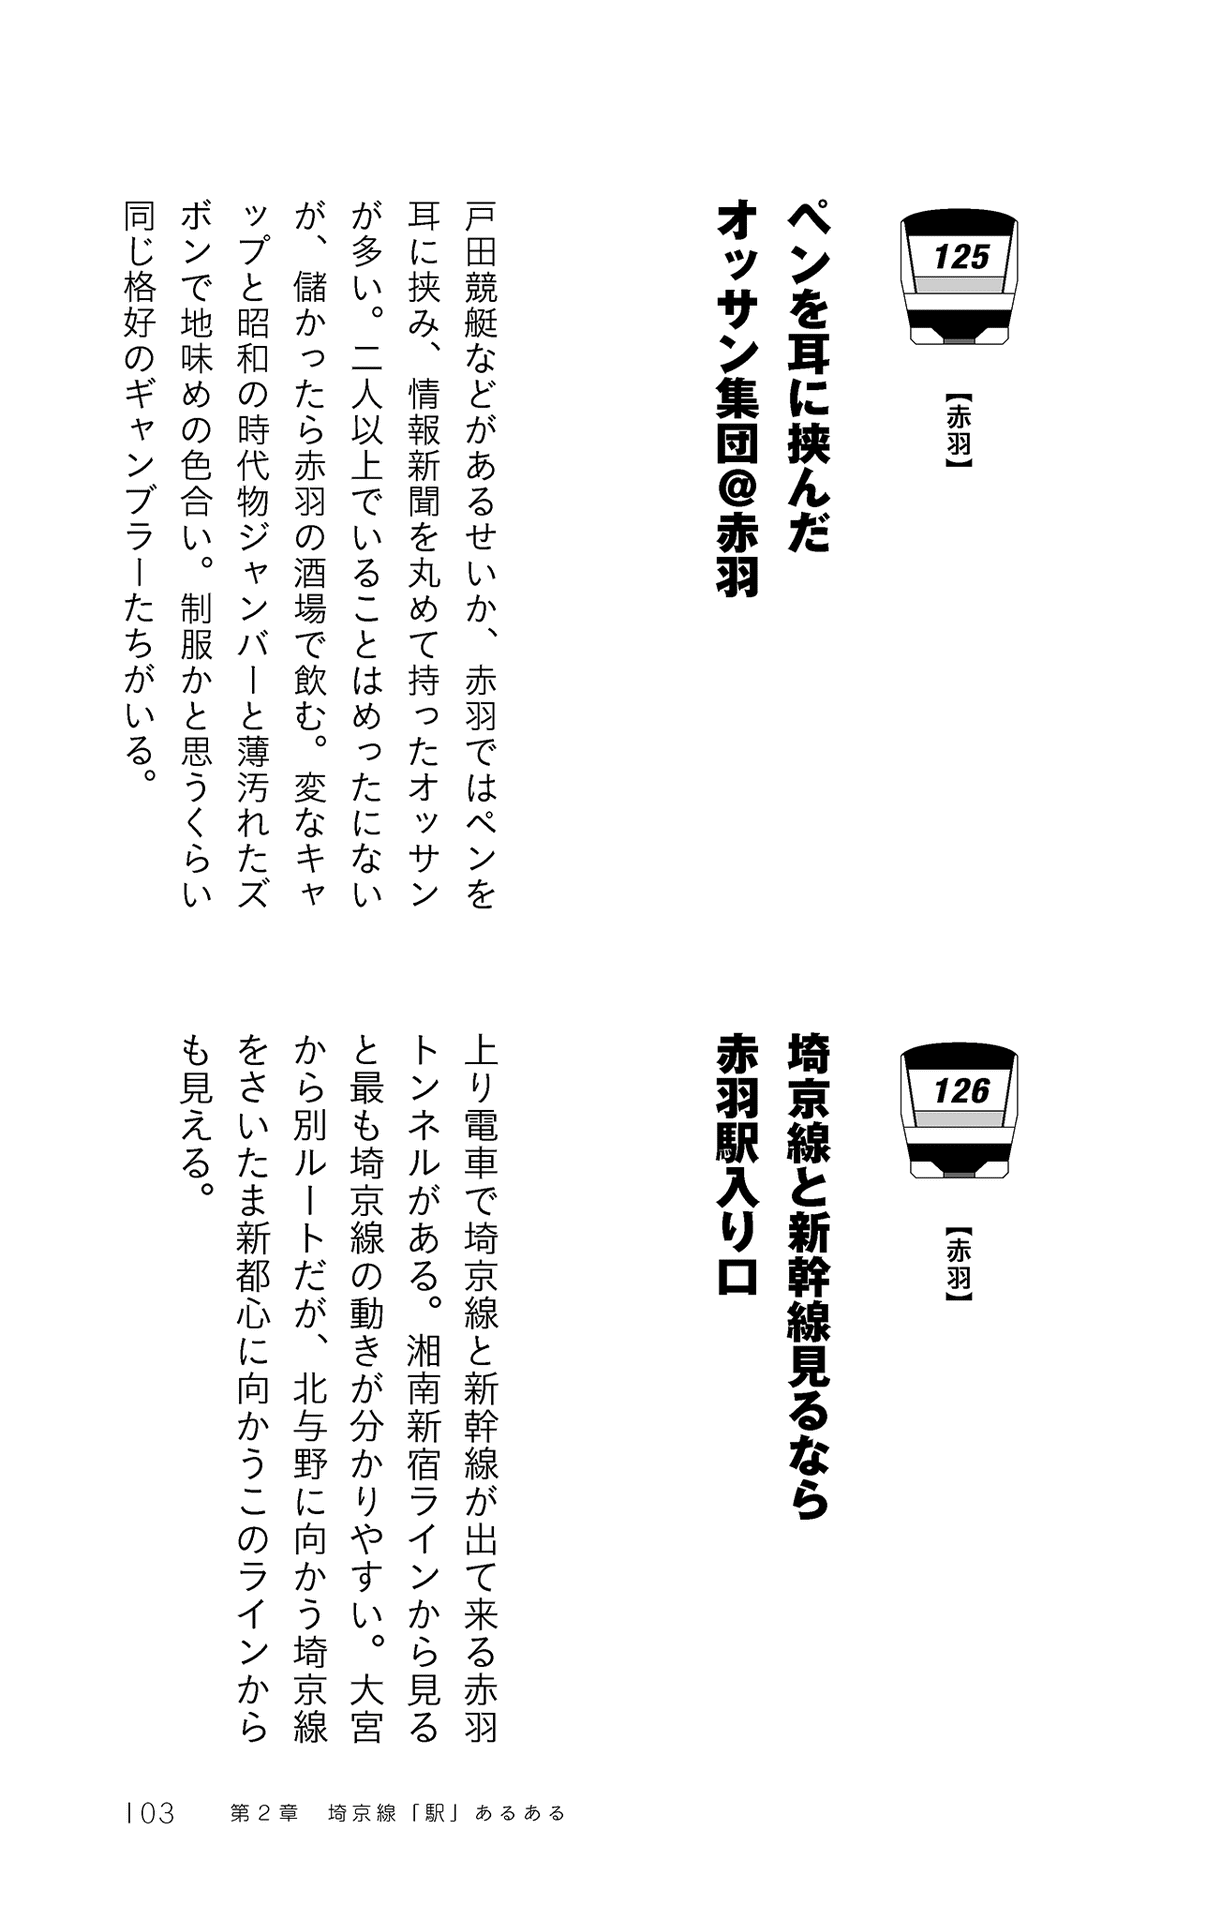 125
【赤羽】
ペンを耳に挟んだ
オッサン集団＠赤羽
戸田競艇などがあるせいか、赤羽ではペンを
耳に挟み、情報新聞を丸めて持ったオッサン
が多い。二人以上でいることはめったにない
が、儲かったら赤羽の酒場で飲む。変なキャ
ップと昭和の時代物ジャンバーと薄汚れたズ
ボンで地味めの色合い。制服かと思うくらい
同じ格好のギャンブラーたちがいる。
126
【赤羽】
埼京線と新幹線見るなら
赤羽駅入り口
上り電車で埼京線と新幹線が出て来る赤羽
トンネルがある。湘南新宿ラインから見る
と最も埼京線の動きが分かりやすい。大宮
から別ルートだが、北与野に向かう埼京線
をさいたま新都心に向かうこのラインから
も見える。
103 第2章 埼京線「駅」あるある